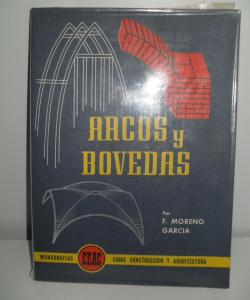 ARCOS y
BOVEDAS
Por
F. MORENO
GARCIA
MONOGRAFIAS CEAC SOBRE CONSTRUCCION Y ARQUITECTURA